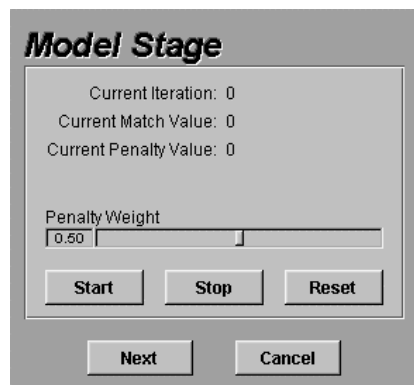 Model Stage
Current Iteration: 0
Current Match Value: 0
Current Penalty Value: 0
Penalty Weight
0.50
Start Stop Reset
Next Cancel